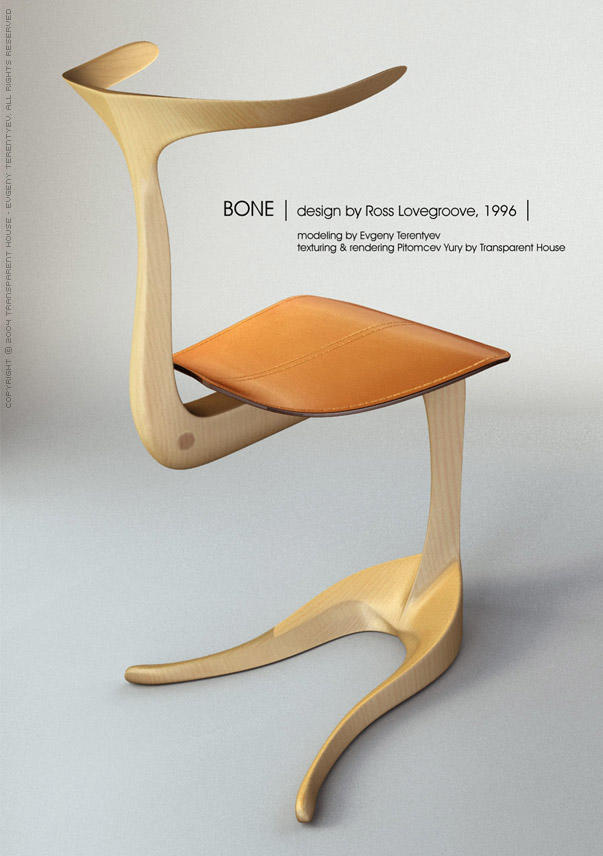 BONE | design by Ross Lovegroove, 1996 |
modeling by Evgeny Terentyev
texturing & rendering Pitomcev Yury by Transparent House
COPYRIGHT © 2004 TRANSPARENT HOUSE - EVGENY TERENTYEV. ALL RIGHTS RESERVED